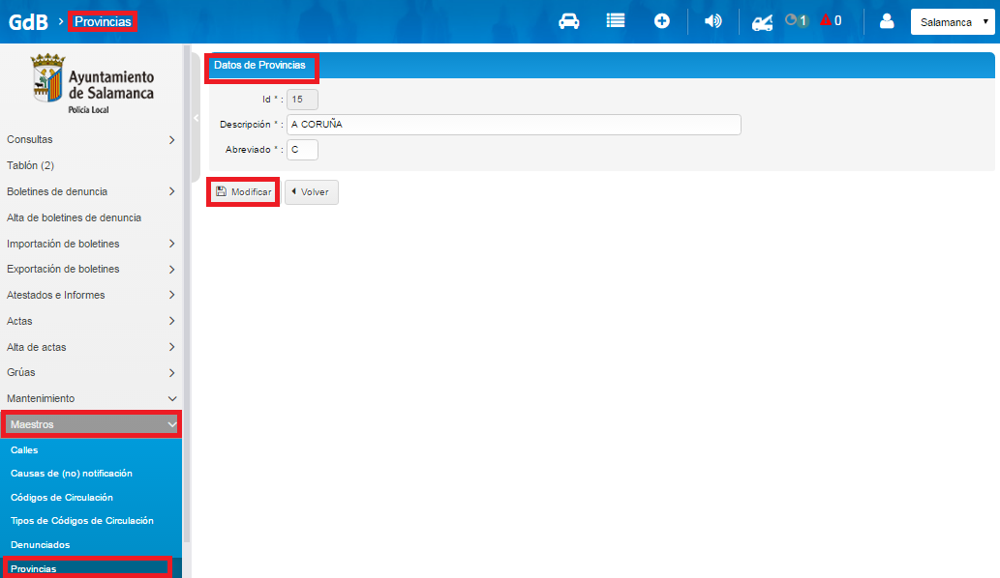 GdB > Provincias
1 0 Salamanca
Ayuntamiento
de Salamanca
Policía Local
Consultas
Tablón (2)
Boletines de denuncia
Alta de boletines de denuncia
Importación de boletines
Exportación de boletines
Atestados e Informes
Actas
Alta de actas
Grúas
Mantenimiento
Maestros
Calles
Causas de (no) notificación
Códigos de Circulación
Tipos de Códigos de Circulación
Denunciados
Provincias
Datos de Provincias
Id * : 15
Descripción * : A CORUÑA
Abreviado * : C
Modificar Volver